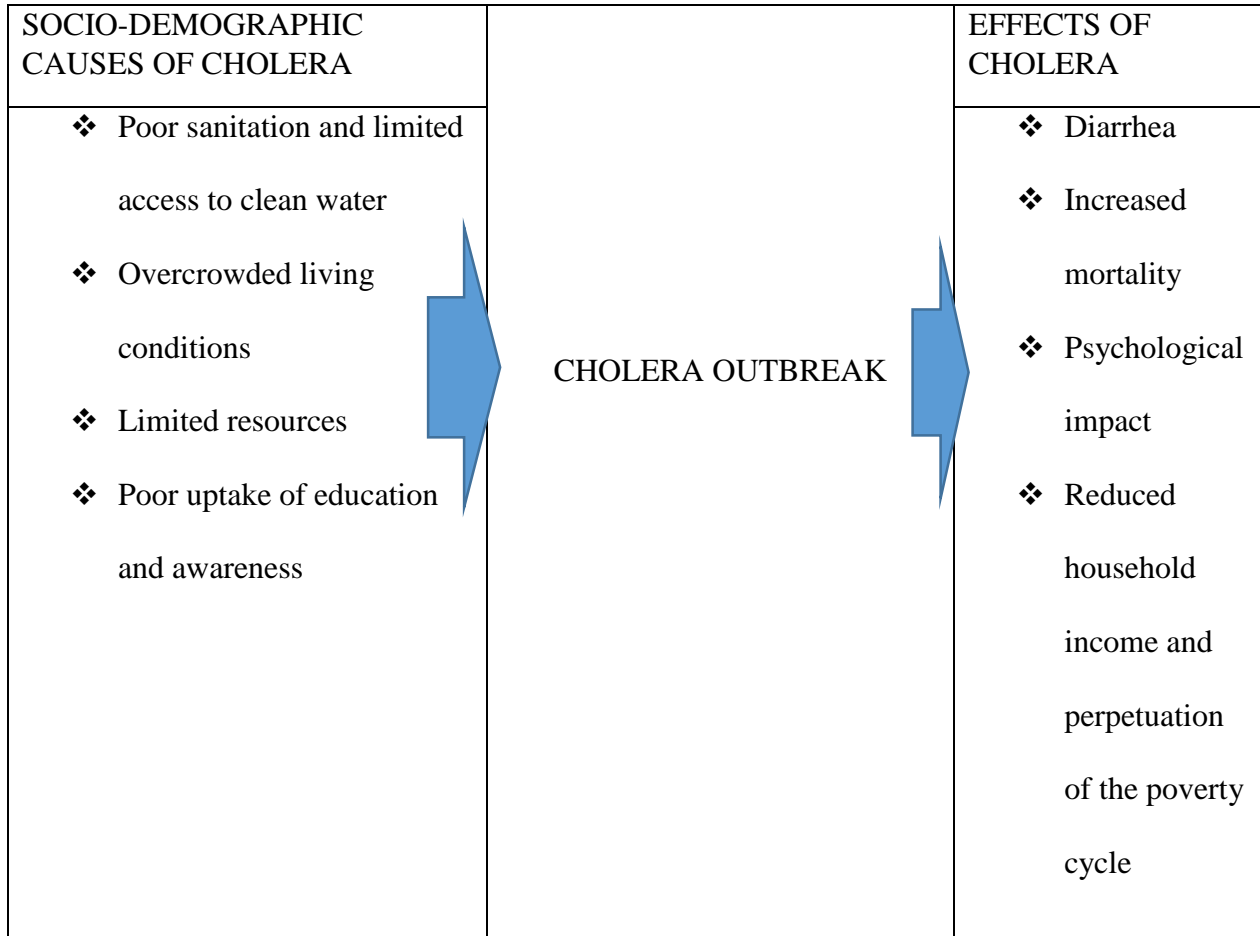 SOCIO-DEMOGRAPHIC
CAUSES OF CHOLERA
❖ Poor sanitation and limited
access to clean water
❖ Overcrowded living
conditions
❖ Limited resources
❖ Poor uptake of education
and awareness
CHOLERA OUTBREAK
EFFECTS OF
CHOLERA
❖ Diarrhea
❖ Increased
mortality
❖ Psychological
impact
❖ Reduced
household
income and
perpetuation
of the poverty
cycle